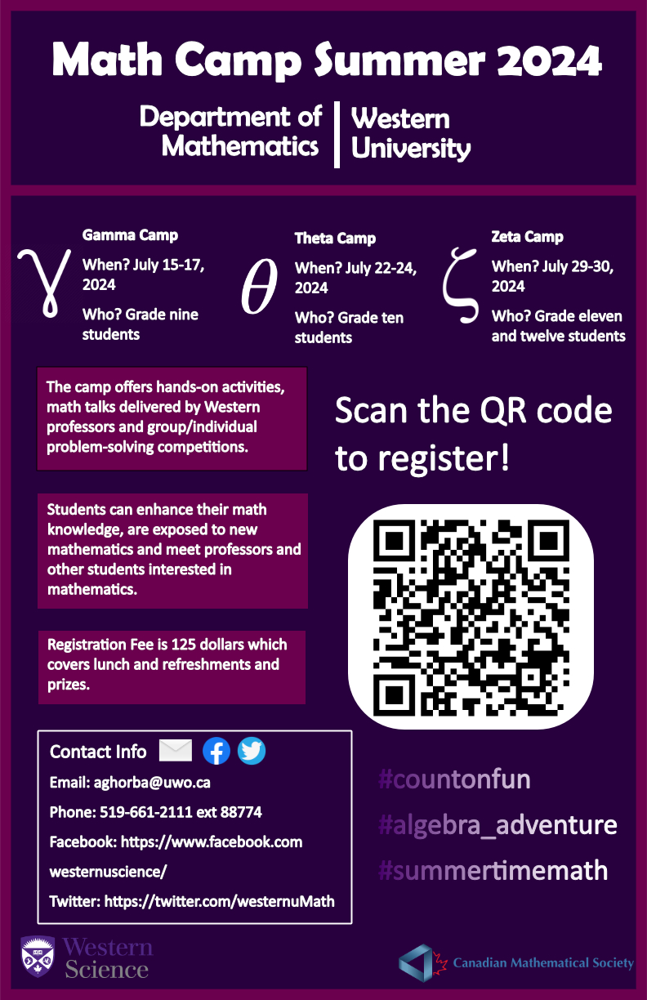 Math Camp Summer 2024
Department of
Mathematics
Western
University
γ
Gamma Camp
When? July 15-17,
2024
Who? Grade nine
students
θ
Theta Camp
When? July 22-24,
2024
Who? Grade ten
students
ζ
Zeta Camp
When? July 29-30,
2024
Who? Grade eleven
and twelve students
The camp offers hands-on activities,
math talks delivered by Western
professors and group/individual
problem-solving competitions.
Students can enhance their math
knowledge, are exposed to new
mathematics and meet professors and
other students interested in
mathematics.
Registration Fee is 125 dollars which
covers lunch and refreshments and
prizes.
Scan the QR code
to register!
Contact Info
Email: aghorba@uwo.ca
Phone: 519-661-2111 ext 88774
Facebook: https://www.facebook.com
westernuscience/
Twitter: https://twitter.com/westernuMath
#countonfun
#algebra_adventure
#summertimemath
Western
Science
Canadian Mathematical Society